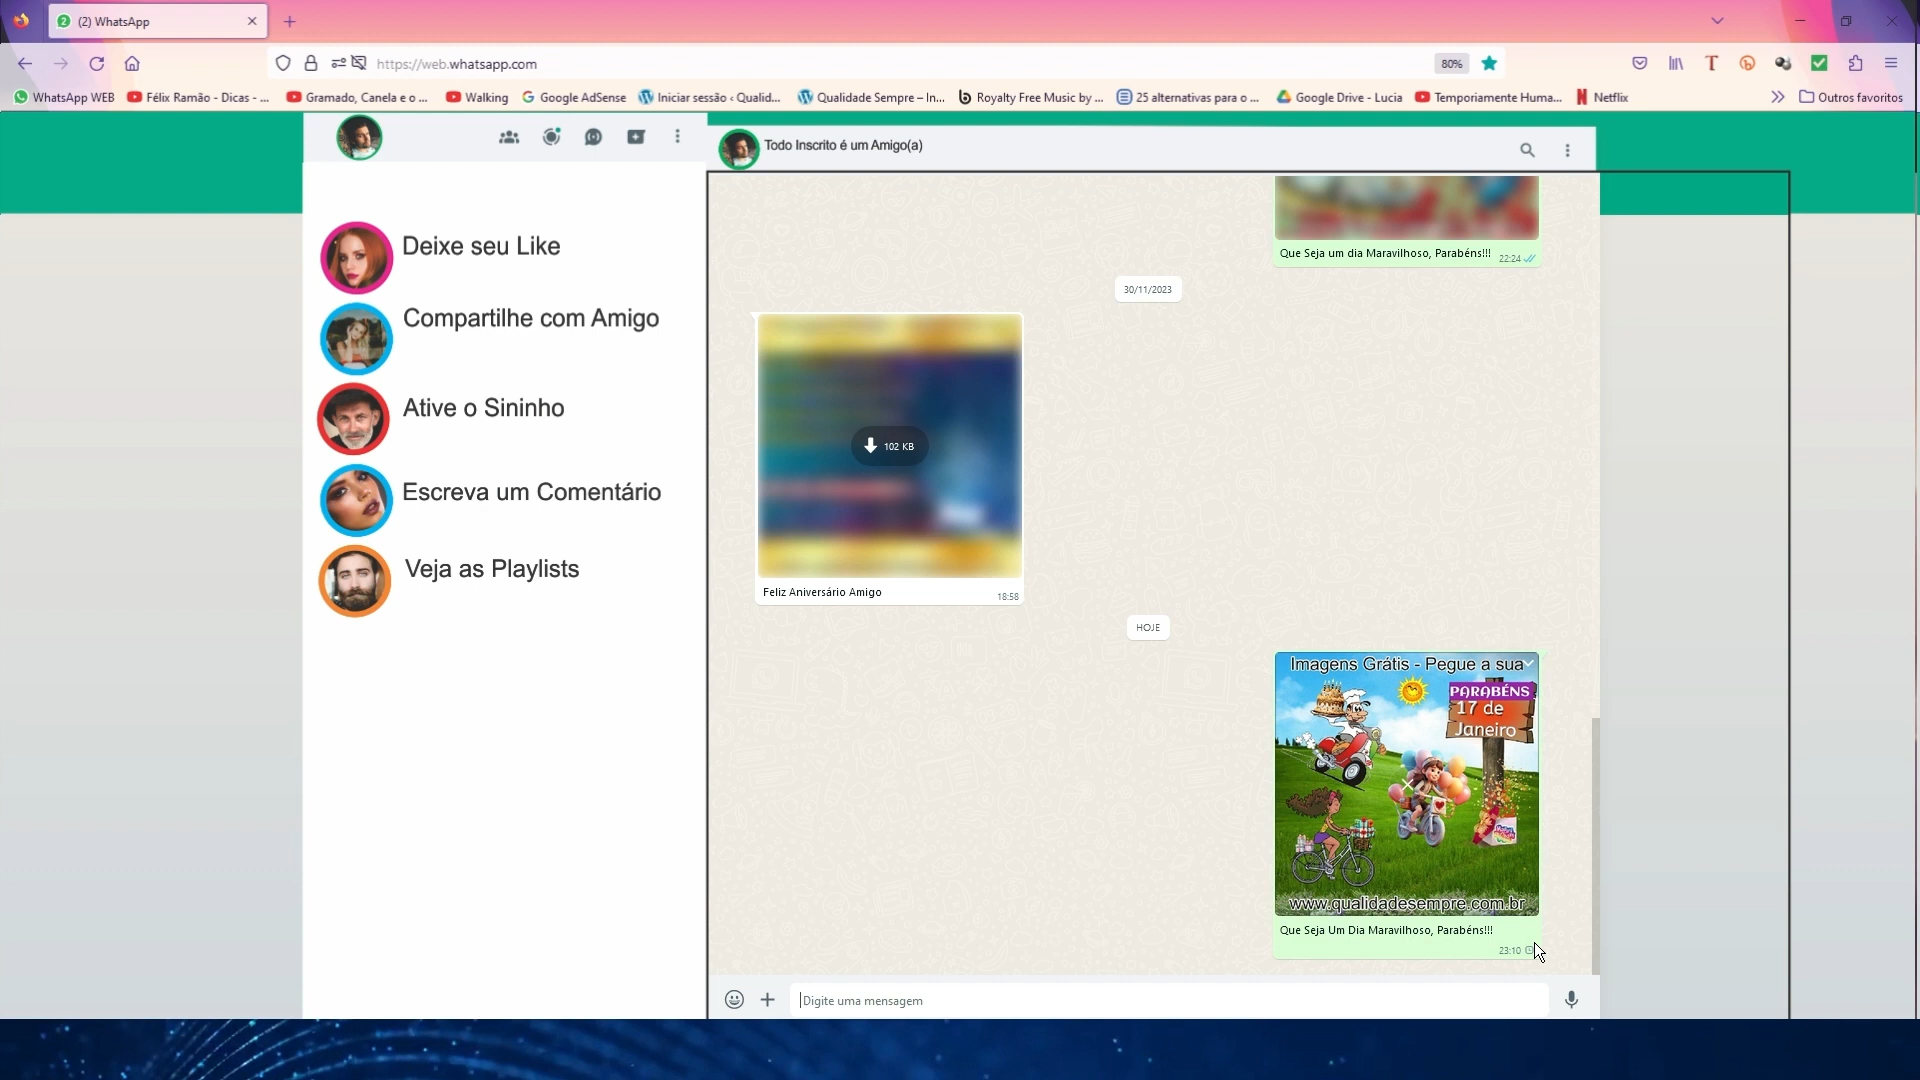 (2) WhatsApp
https://web.whatsapp.com
80%
WhatsApp WEB
Félix Ramão - Dicas - ...
Gramado, Canela e o ...
Walking
Google AdSense
Iniciar sessão ‹ Qualid...
Qualidade Sempre – In...
Royalty Free Music by ...
25 alternativas para o ...
Google Drive - Lucia
Temporiamente Huma...
Netflix
Outros favoritos
Todo Inscrito é um Amigo(a)
Deixe seu Like
Compartilhe com Amigo
Ative o Sininho
Escreva um Comentário
Veja as Playlists
Que Seja um dia Maravilhoso, Parabéns!!!
22:24
30/11/2023
102 KB
Feliz Aniversário Amigo
18:58
HOJE
Imagens Grátis - Pegue a sua
PARABÉNS
17 de
Janeiro
www.qualidadesempre.com.br
Que Seja Um Dia Maravilhoso, Parabéns!!!
23:10
Digite uma mensagem